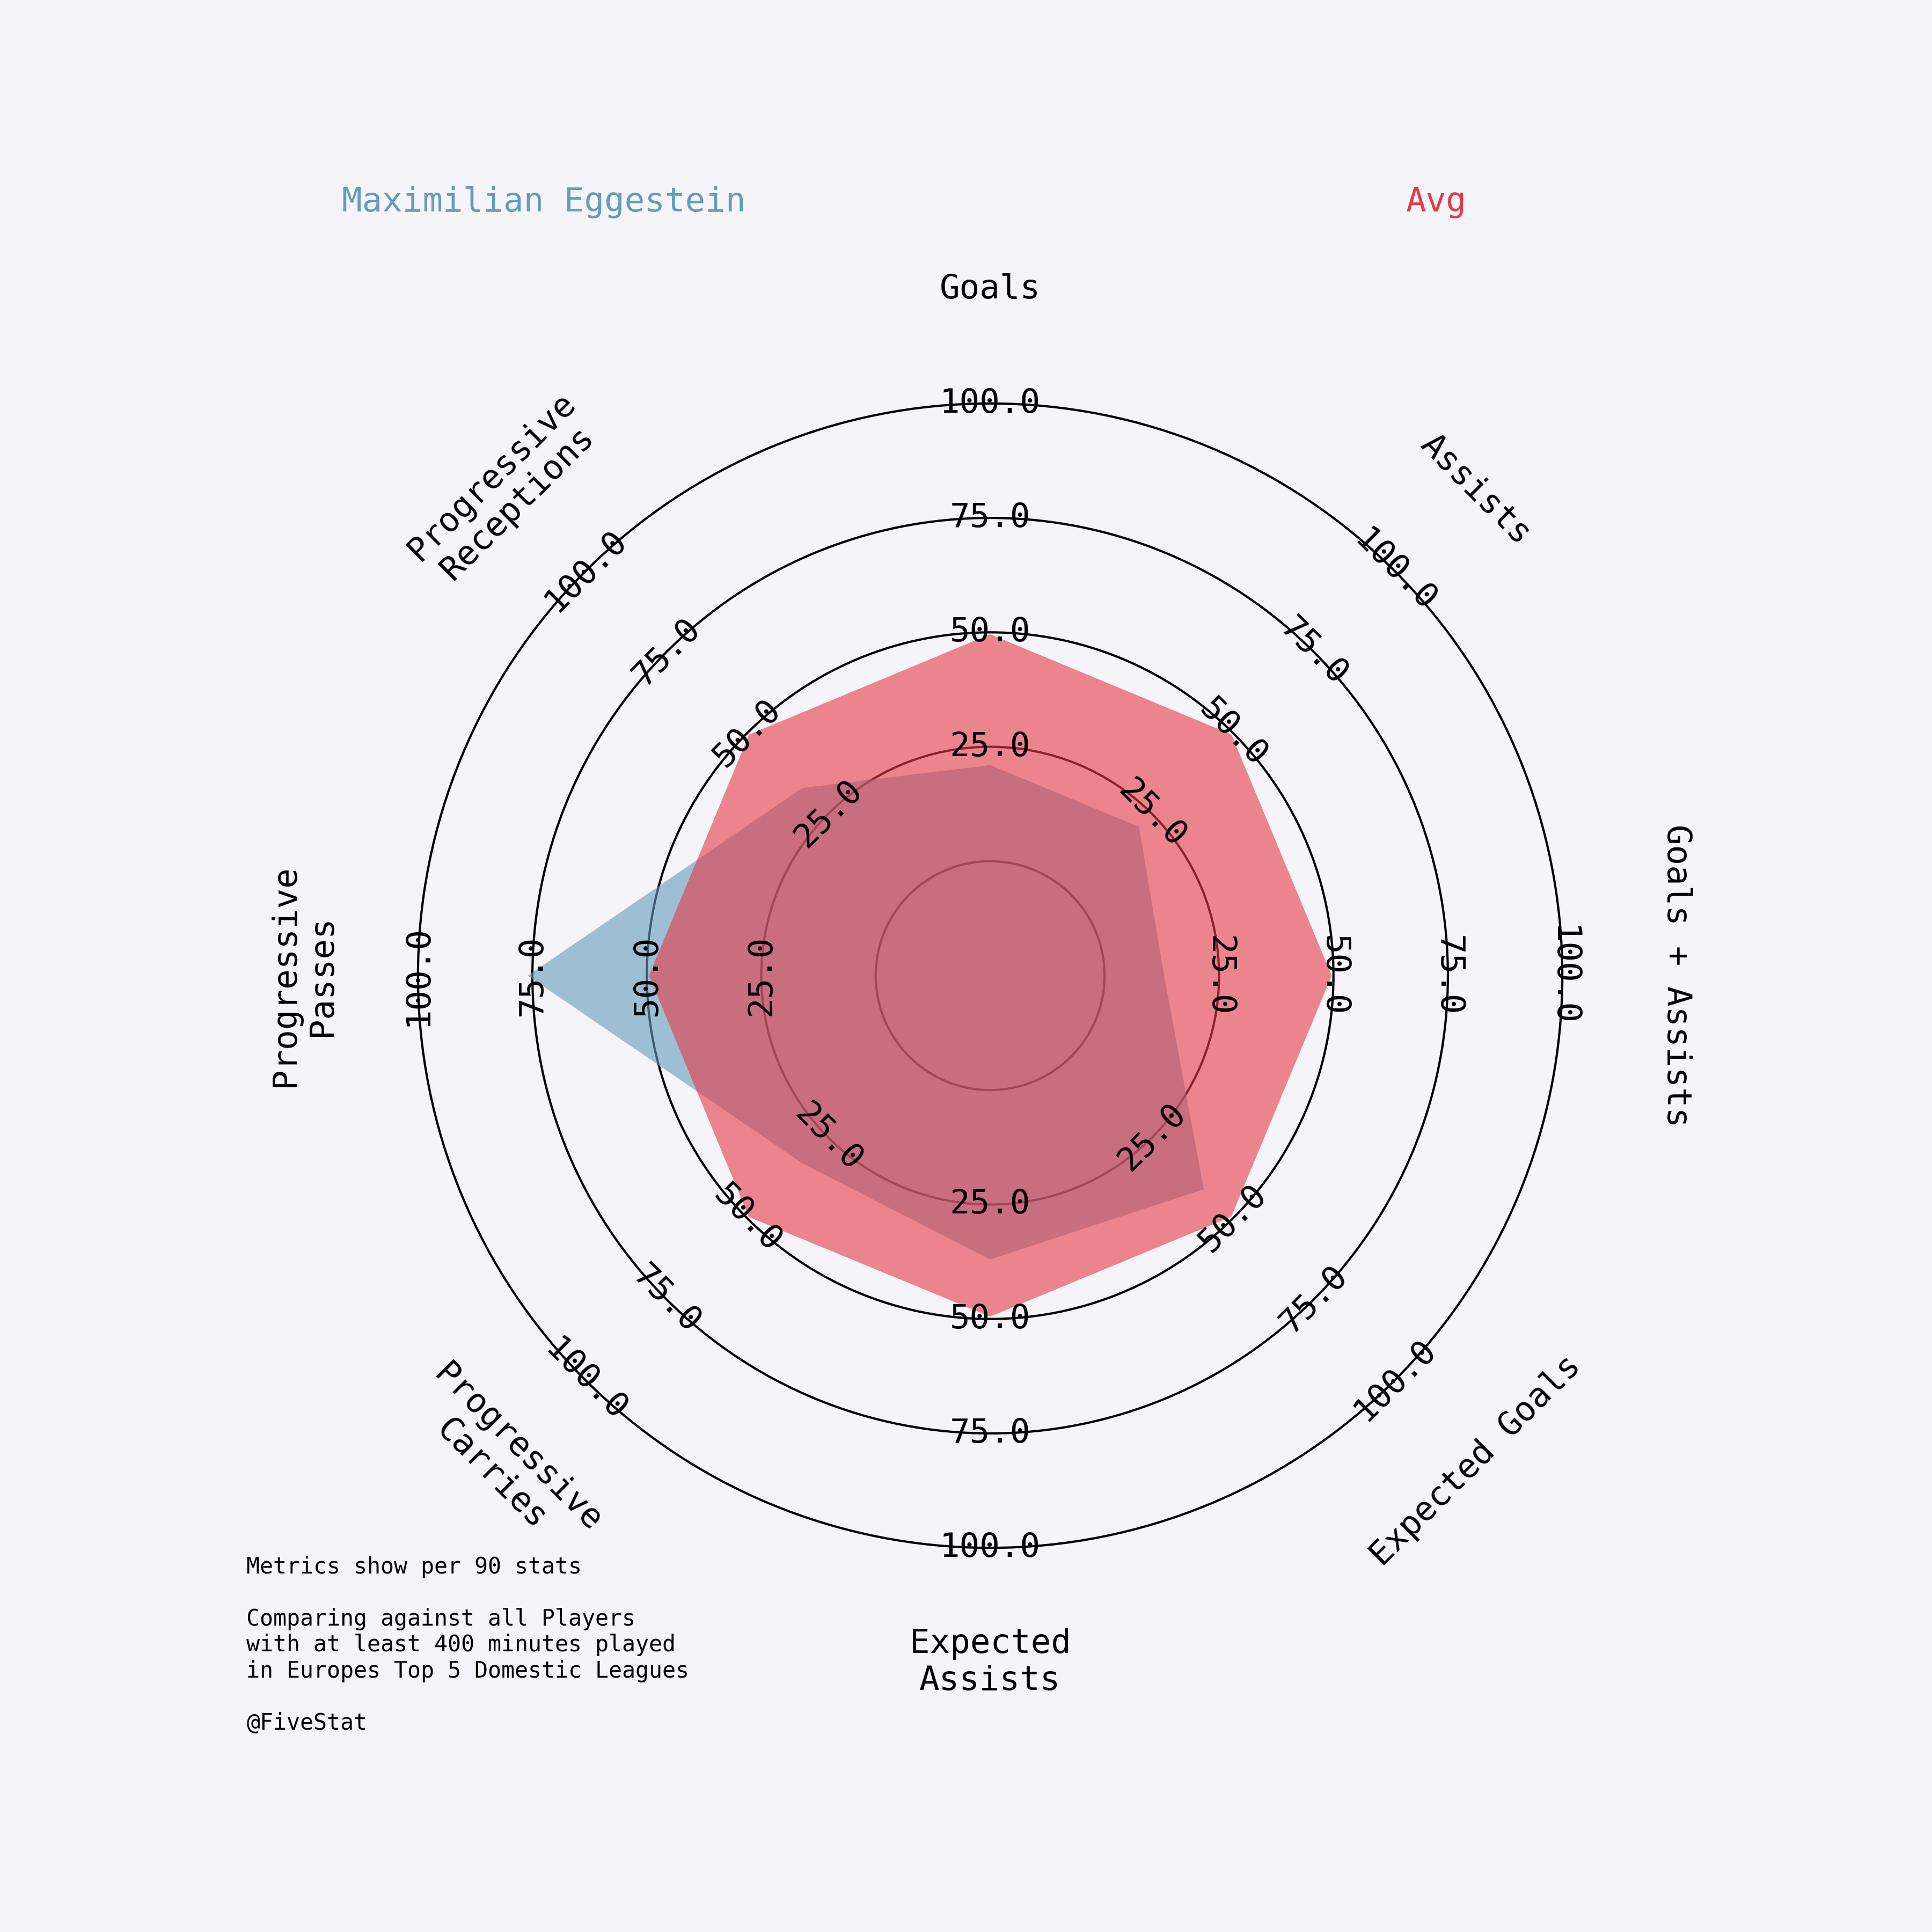 Maximilian Eggestein
Avg
Goals
Assists
Goals + Assists
Expected Goals
Expected
Assists
Progressive
Carries
Progressive
Passes
Progressive
Receptions
25.0
50.0
75.0
100.0
25.0
50.0
75.0
100.0
25.0
50.0
75.0
100.0
25.0
50.0
75.0
100.0
25.0
50.0
75.0
100.0
25.0
50.0
75.0
100.0
25.0
50.0
75.0
100.0
25.0
50.0
75.0
100.0
Metrics show per 90 stats
Comparing against all Players
with at least 400 minutes played
in Europes Top 5 Domestic Leagues
@FiveStat